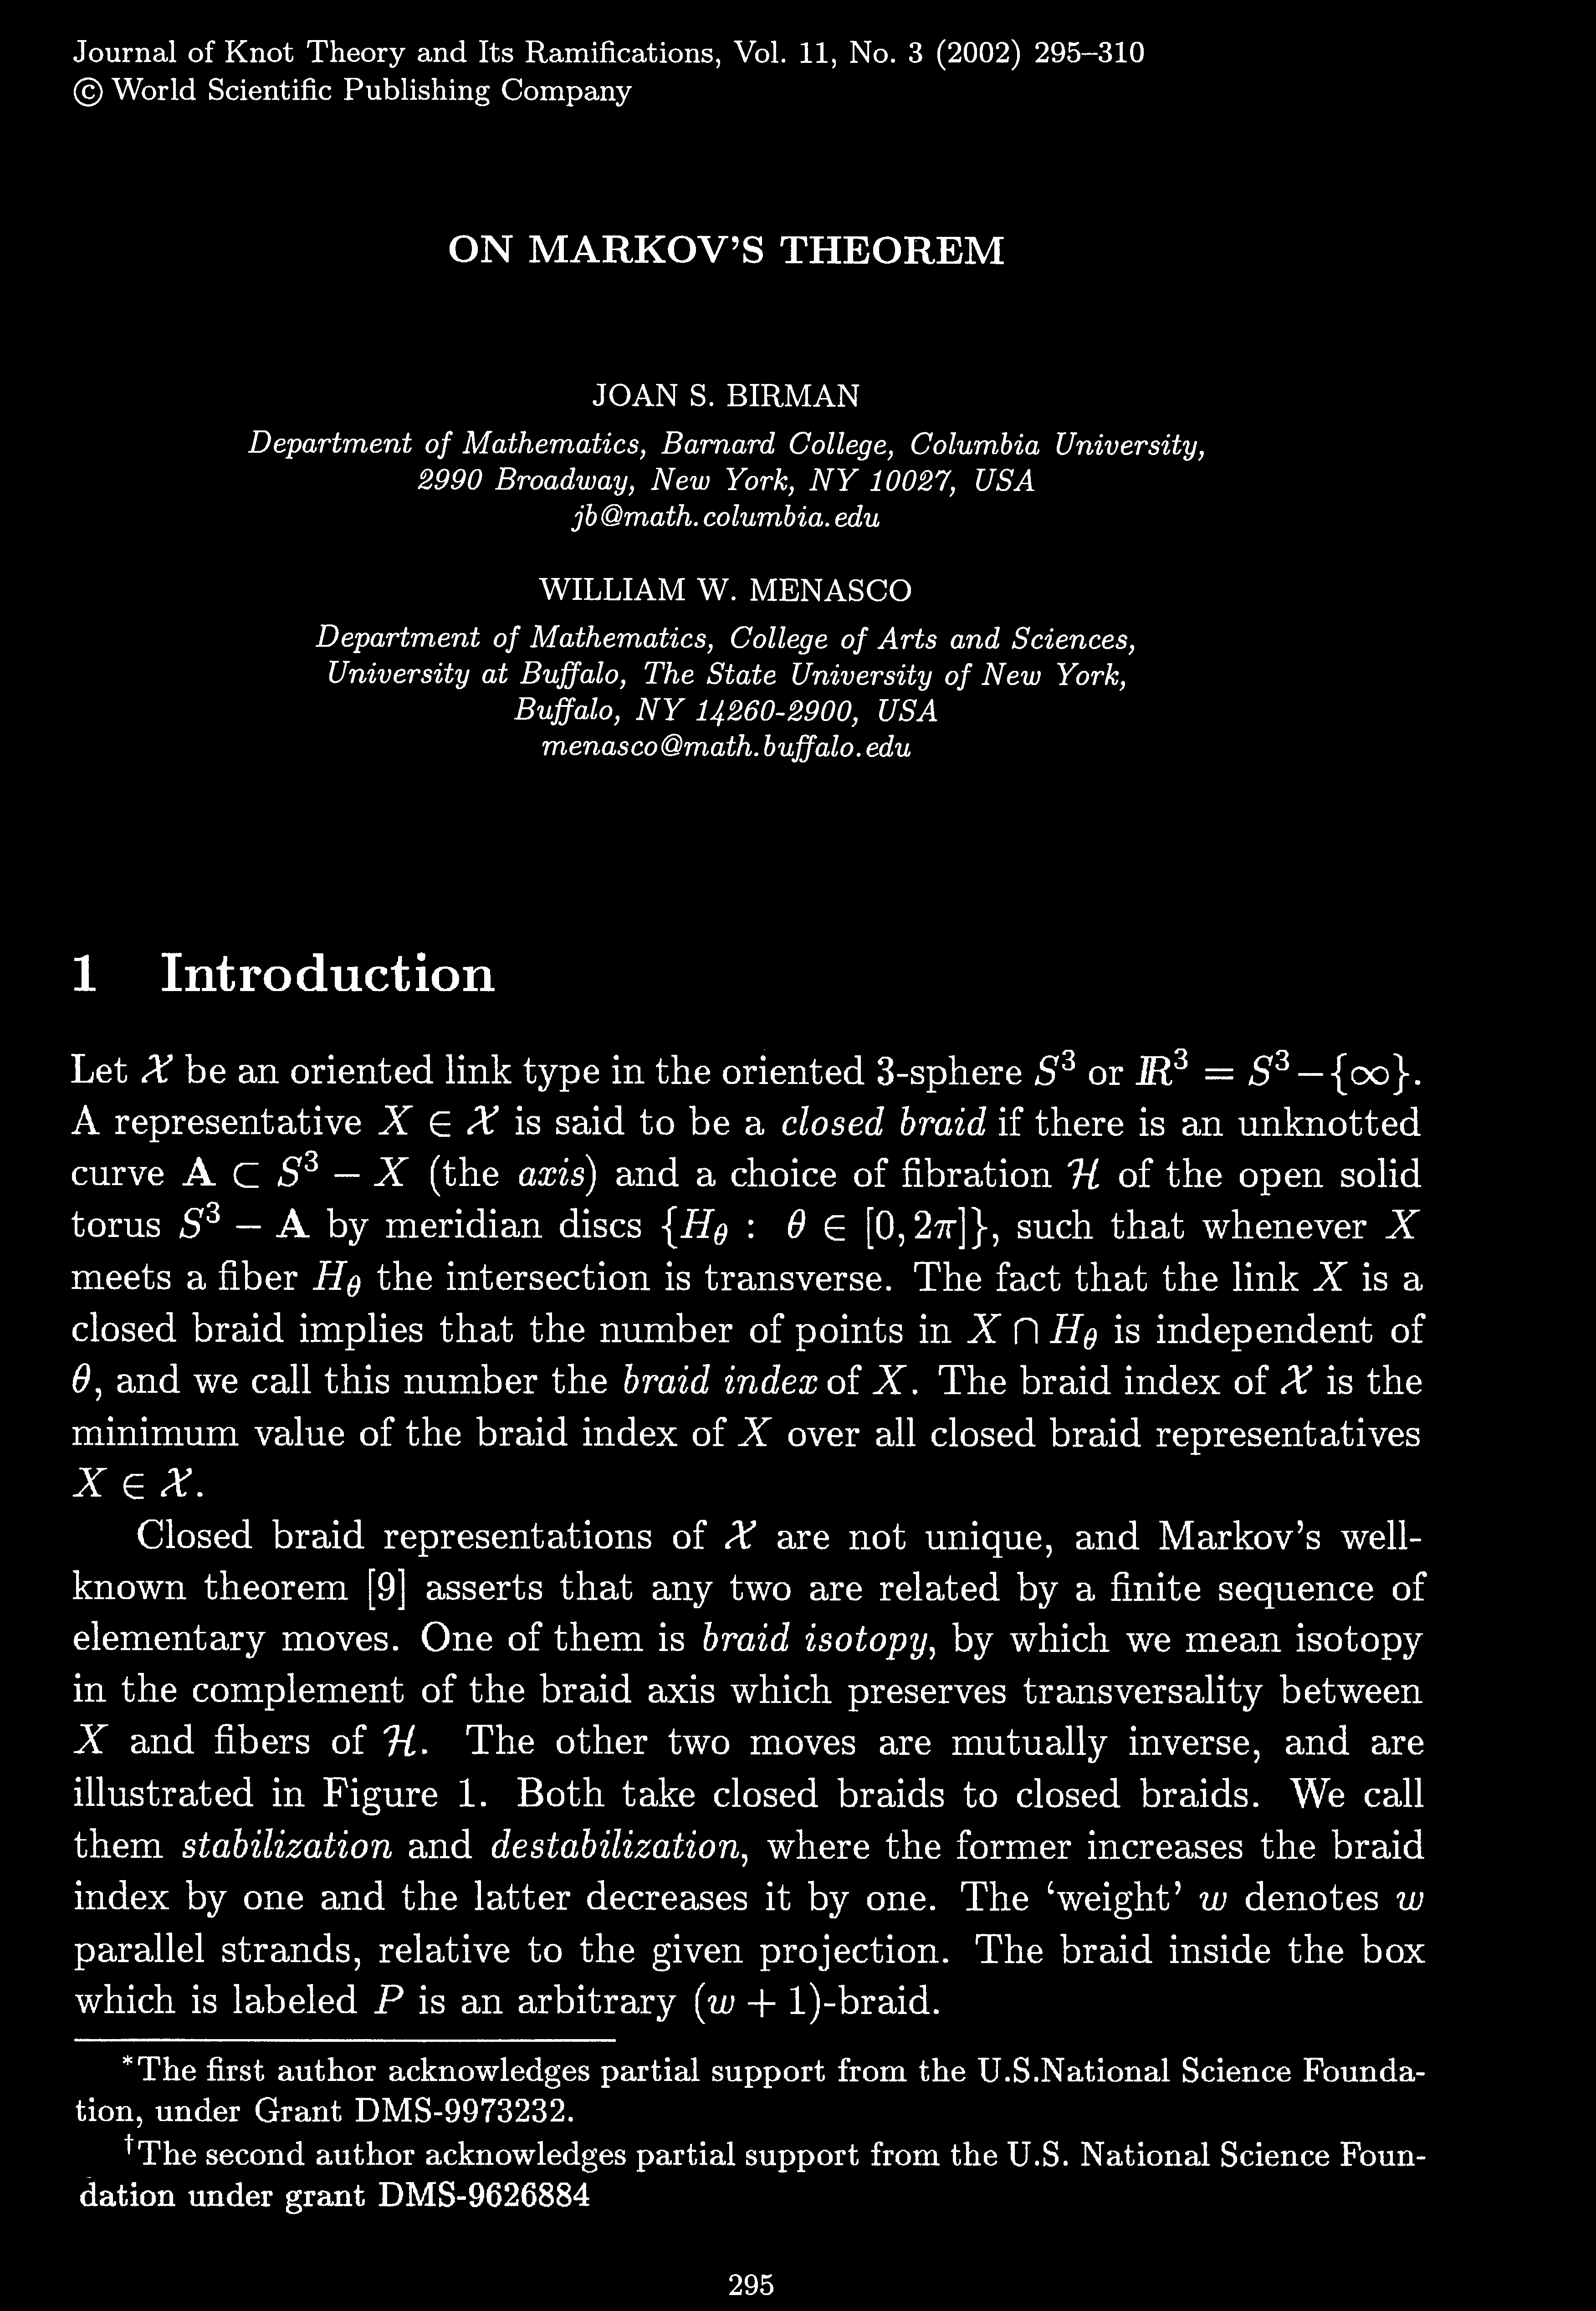 Journal of Knot Theory and Its Ramifications, Vol. 11, No. 3 (2002) 295–310
© World Scientific Publishing Company
ON MARKOV'S THEOREM
JOAN S. BIRMAN
Department of Mathematics, Barnard College, Columbia University,
2990 Broadway, New York, NY 10027, USA
jb@math.columbia.edu
WILLIAM W. MENASCO
Department of Mathematics, College of Arts and Sciences,
University at Buffalo, The State University of New York,
Buffalo, NY 14260-2900, USA
menasco@math.buffalo.edu
1 Introduction
Let 𝒳 be an oriented link type in the oriented 3-sphere S³ or ℝ³ = S³−{∞}.
A representative X ∈ 𝒳 is said to be a closed braid if there is an unknotted
curve A ⊂ S³ − X (the axis) and a choice of fibration ℋ of the open solid
torus S³ − A by meridian discs {H_θ : θ ∈ [0, 2π]}, such that whenever X
meets a fiber H_θ the intersection is transverse. The fact that the link X is a
closed braid implies that the number of points in X ∩ H_θ is independent of
θ, and we call this number the braid index of X. The braid index of 𝒳 is the
minimum value of the braid index of X over all closed braid representatives
X ∈ 𝒳.
Closed braid representations of 𝒳 are not unique, and Markov's well-
known theorem [9] asserts that any two are related by a finite sequence of
elementary moves. One of them is braid isotopy, by which we mean isotopy
in the complement of the braid axis which preserves transversality between
X and fibers of ℋ. The other two moves are mutually inverse, and are
illustrated in Figure 1. Both take closed braids to closed braids. We call
them stabilization and destabilization, where the former increases the braid
index by one and the latter decreases it by one. The 'weight' w denotes w
parallel strands, relative to the given projection. The braid inside the box
which is labeled P is an arbitrary (w + 1)-braid.
*The first author acknowledges partial support from the U.S.National Science Founda-
tion, under Grant DMS-9973232.
†The second author acknowledges partial support from the U.S. National Science Foun-
dation under grant DMS-9626884
295